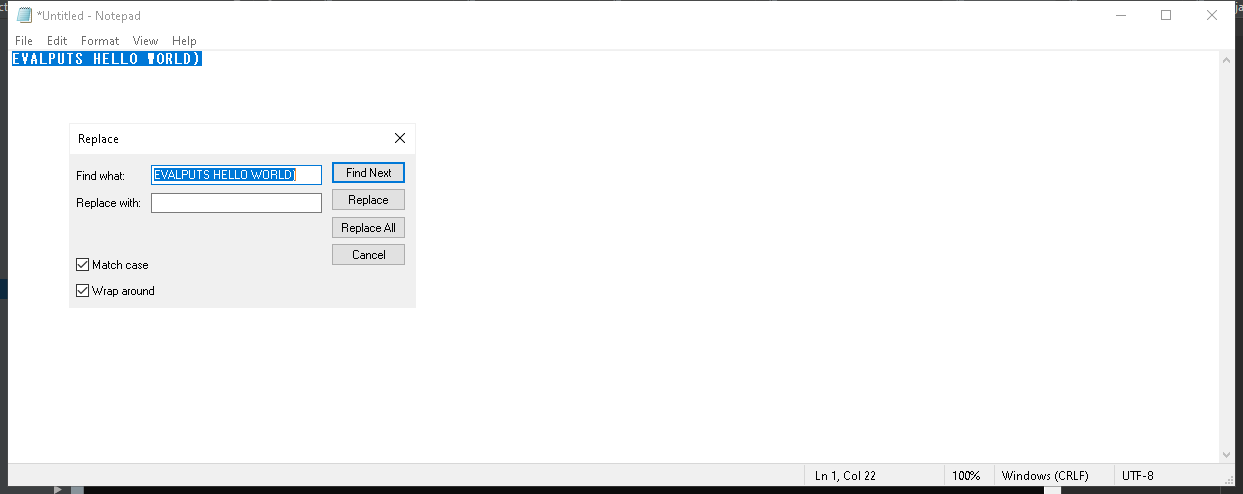 *Untitled - Notepad
File Edit Format View Help
EVALPUTS HELLO WORLD)
Replace
Find what: EVALPUTS HELLO WORLD)
Find Next
Replace with:
Replace
Replace All
Cancel
Match case
Wrap around
Ln 1, Col 22 100% Windows (CRLF) UTF-8